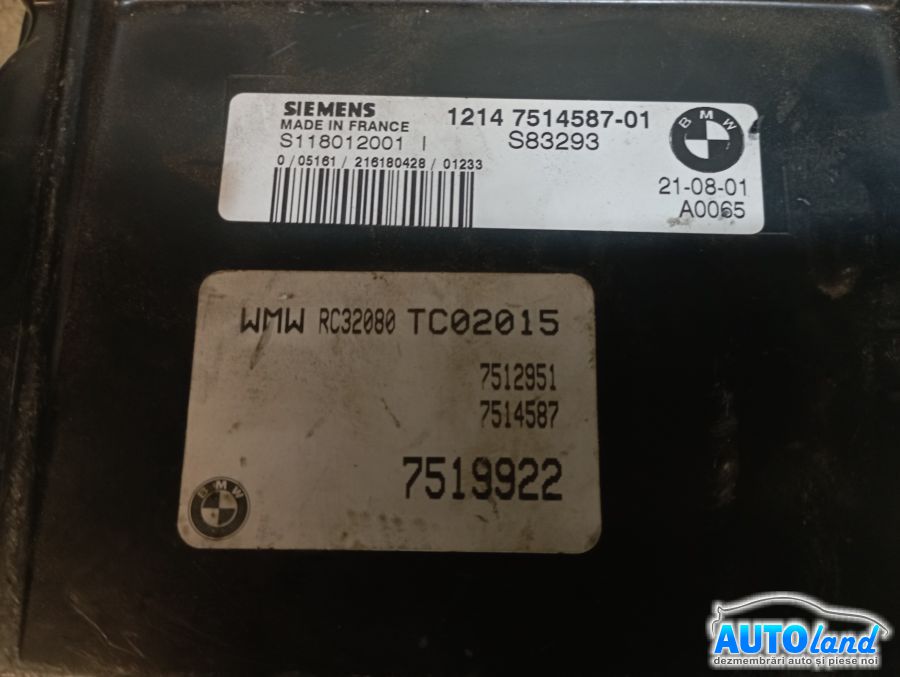 SIEMENS
MADE IN FRANCE
1214 7514587-01
S118012001 I
S83293
0 / 05161 / 216180428 / 01233
BMW
21-08-01
A0065
WMW RC32080 TC02015
7512951
7514587
7519922
BMW
AUTOland
dezmembrări auto și piese noi